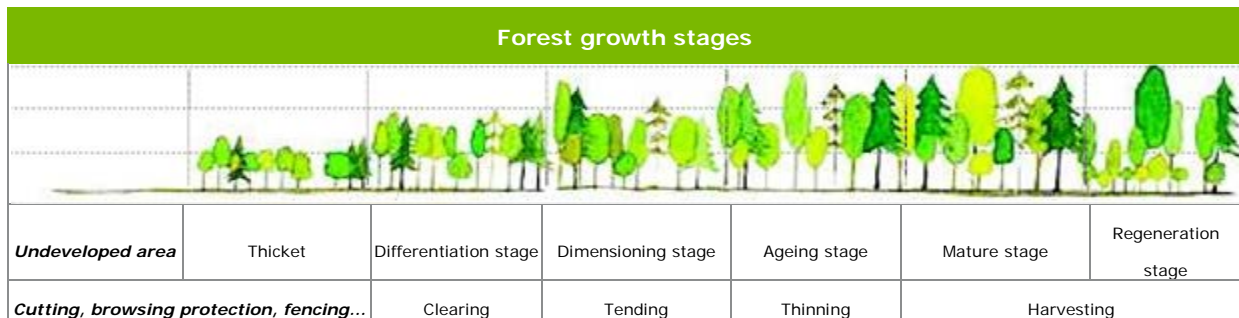 Forest growth stages
Undeveloped area
Thicket
Differentiation stage
Dimensioning stage
Ageing stage
Mature stage
Regeneration
stage
Cutting, browsing protection, fencing...
Clearing
Tending
Thinning
Harvesting